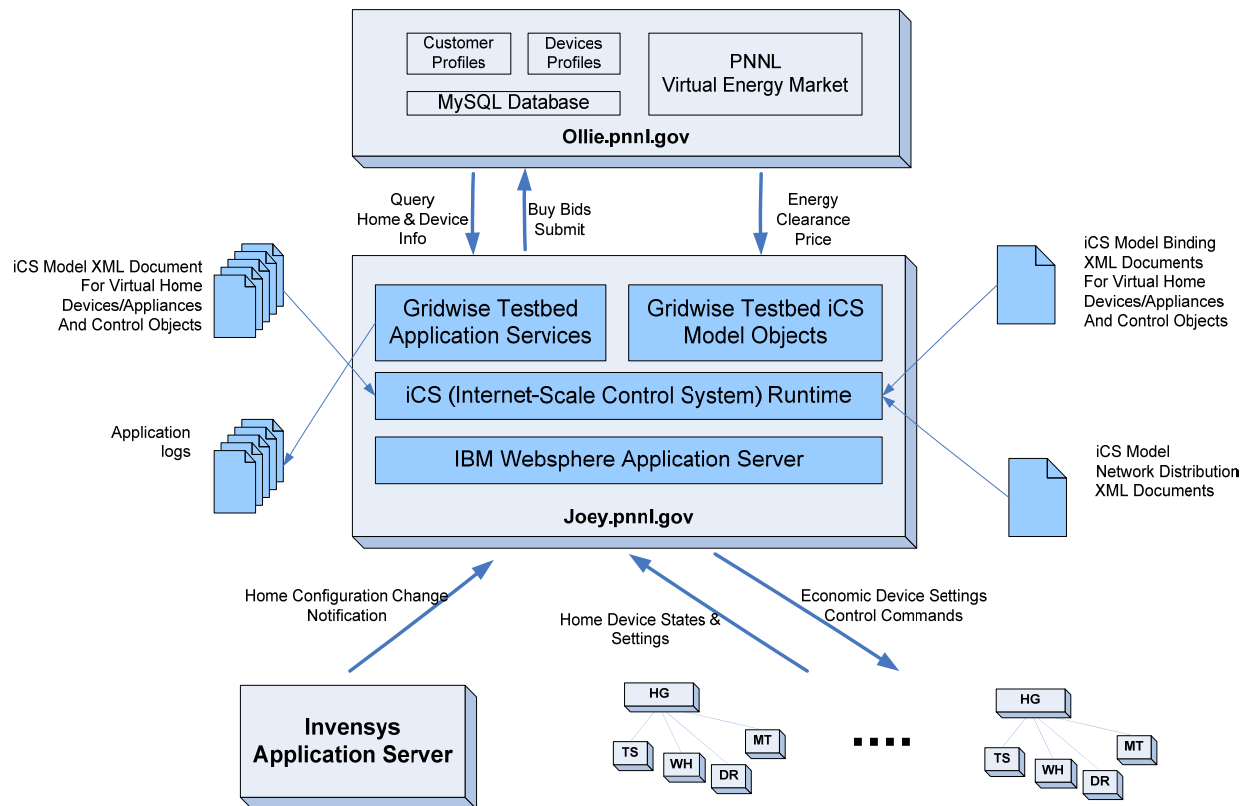 Customer
Profiles
Devices
Profiles
MySQL Database
PNNL
Virtual Energy Market
Ollie.pnnl.gov
Query
Home & Device
Info
Buy Bids
Submit
Energy
Clearance
Price
iCS Model XML Document
For Virtual Home
Devices/Appliances
And Control Objects
iCS Model Binding
XML Documents
For Virtual Home
Devices/Appliances
And Control Objects
Gridwise Testbed
Application Services
Gridwise Testbed iCS
Model Objects
iCS (Internet-Scale Control System) Runtime
IBM Websphere Application Server
Joey.pnnl.gov
Application
logs
iCS Model
Network Distribution
XML Documents
Home Configuration Change
Notification
Home Device States &
Settings
Economic Device Settings
Control Commands
Invensys
Application Server
HG
TS
WH
DR
MT
HG
TS
WH
DR
MT